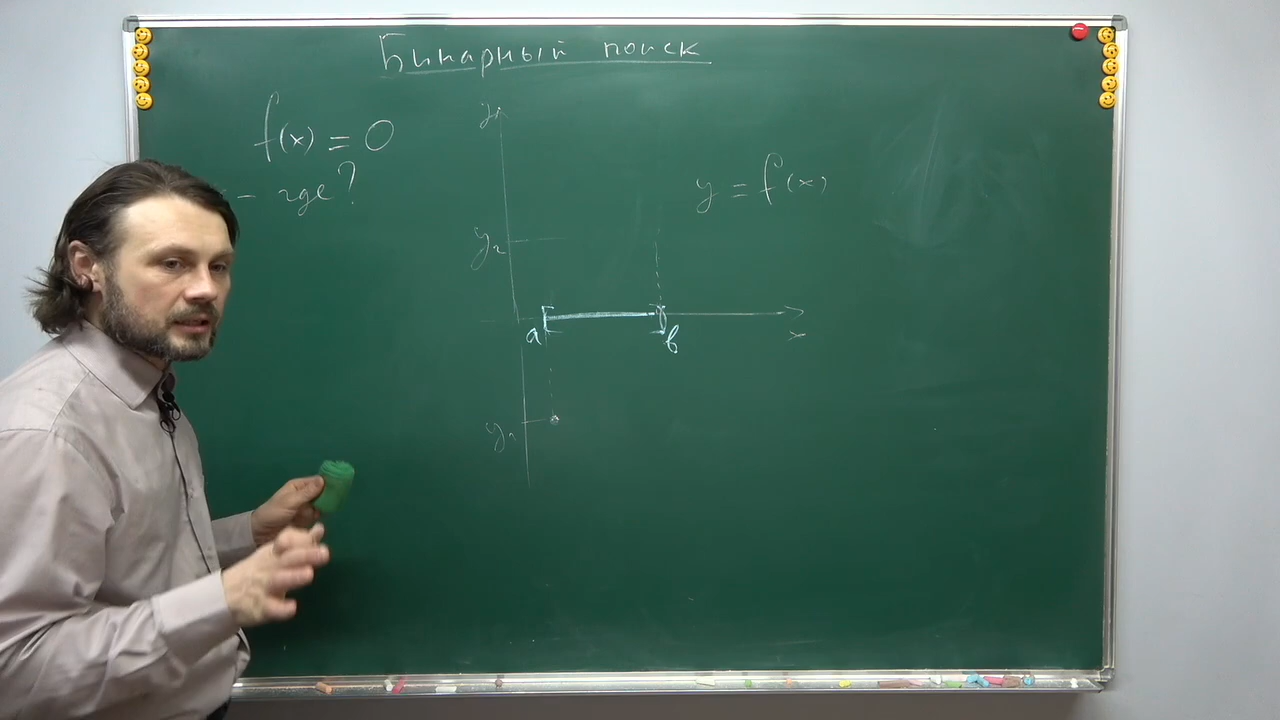 Бинарный поиск
f(x) = 0
- где?
y
y = f(x)
y₂
a
b
x
y₁